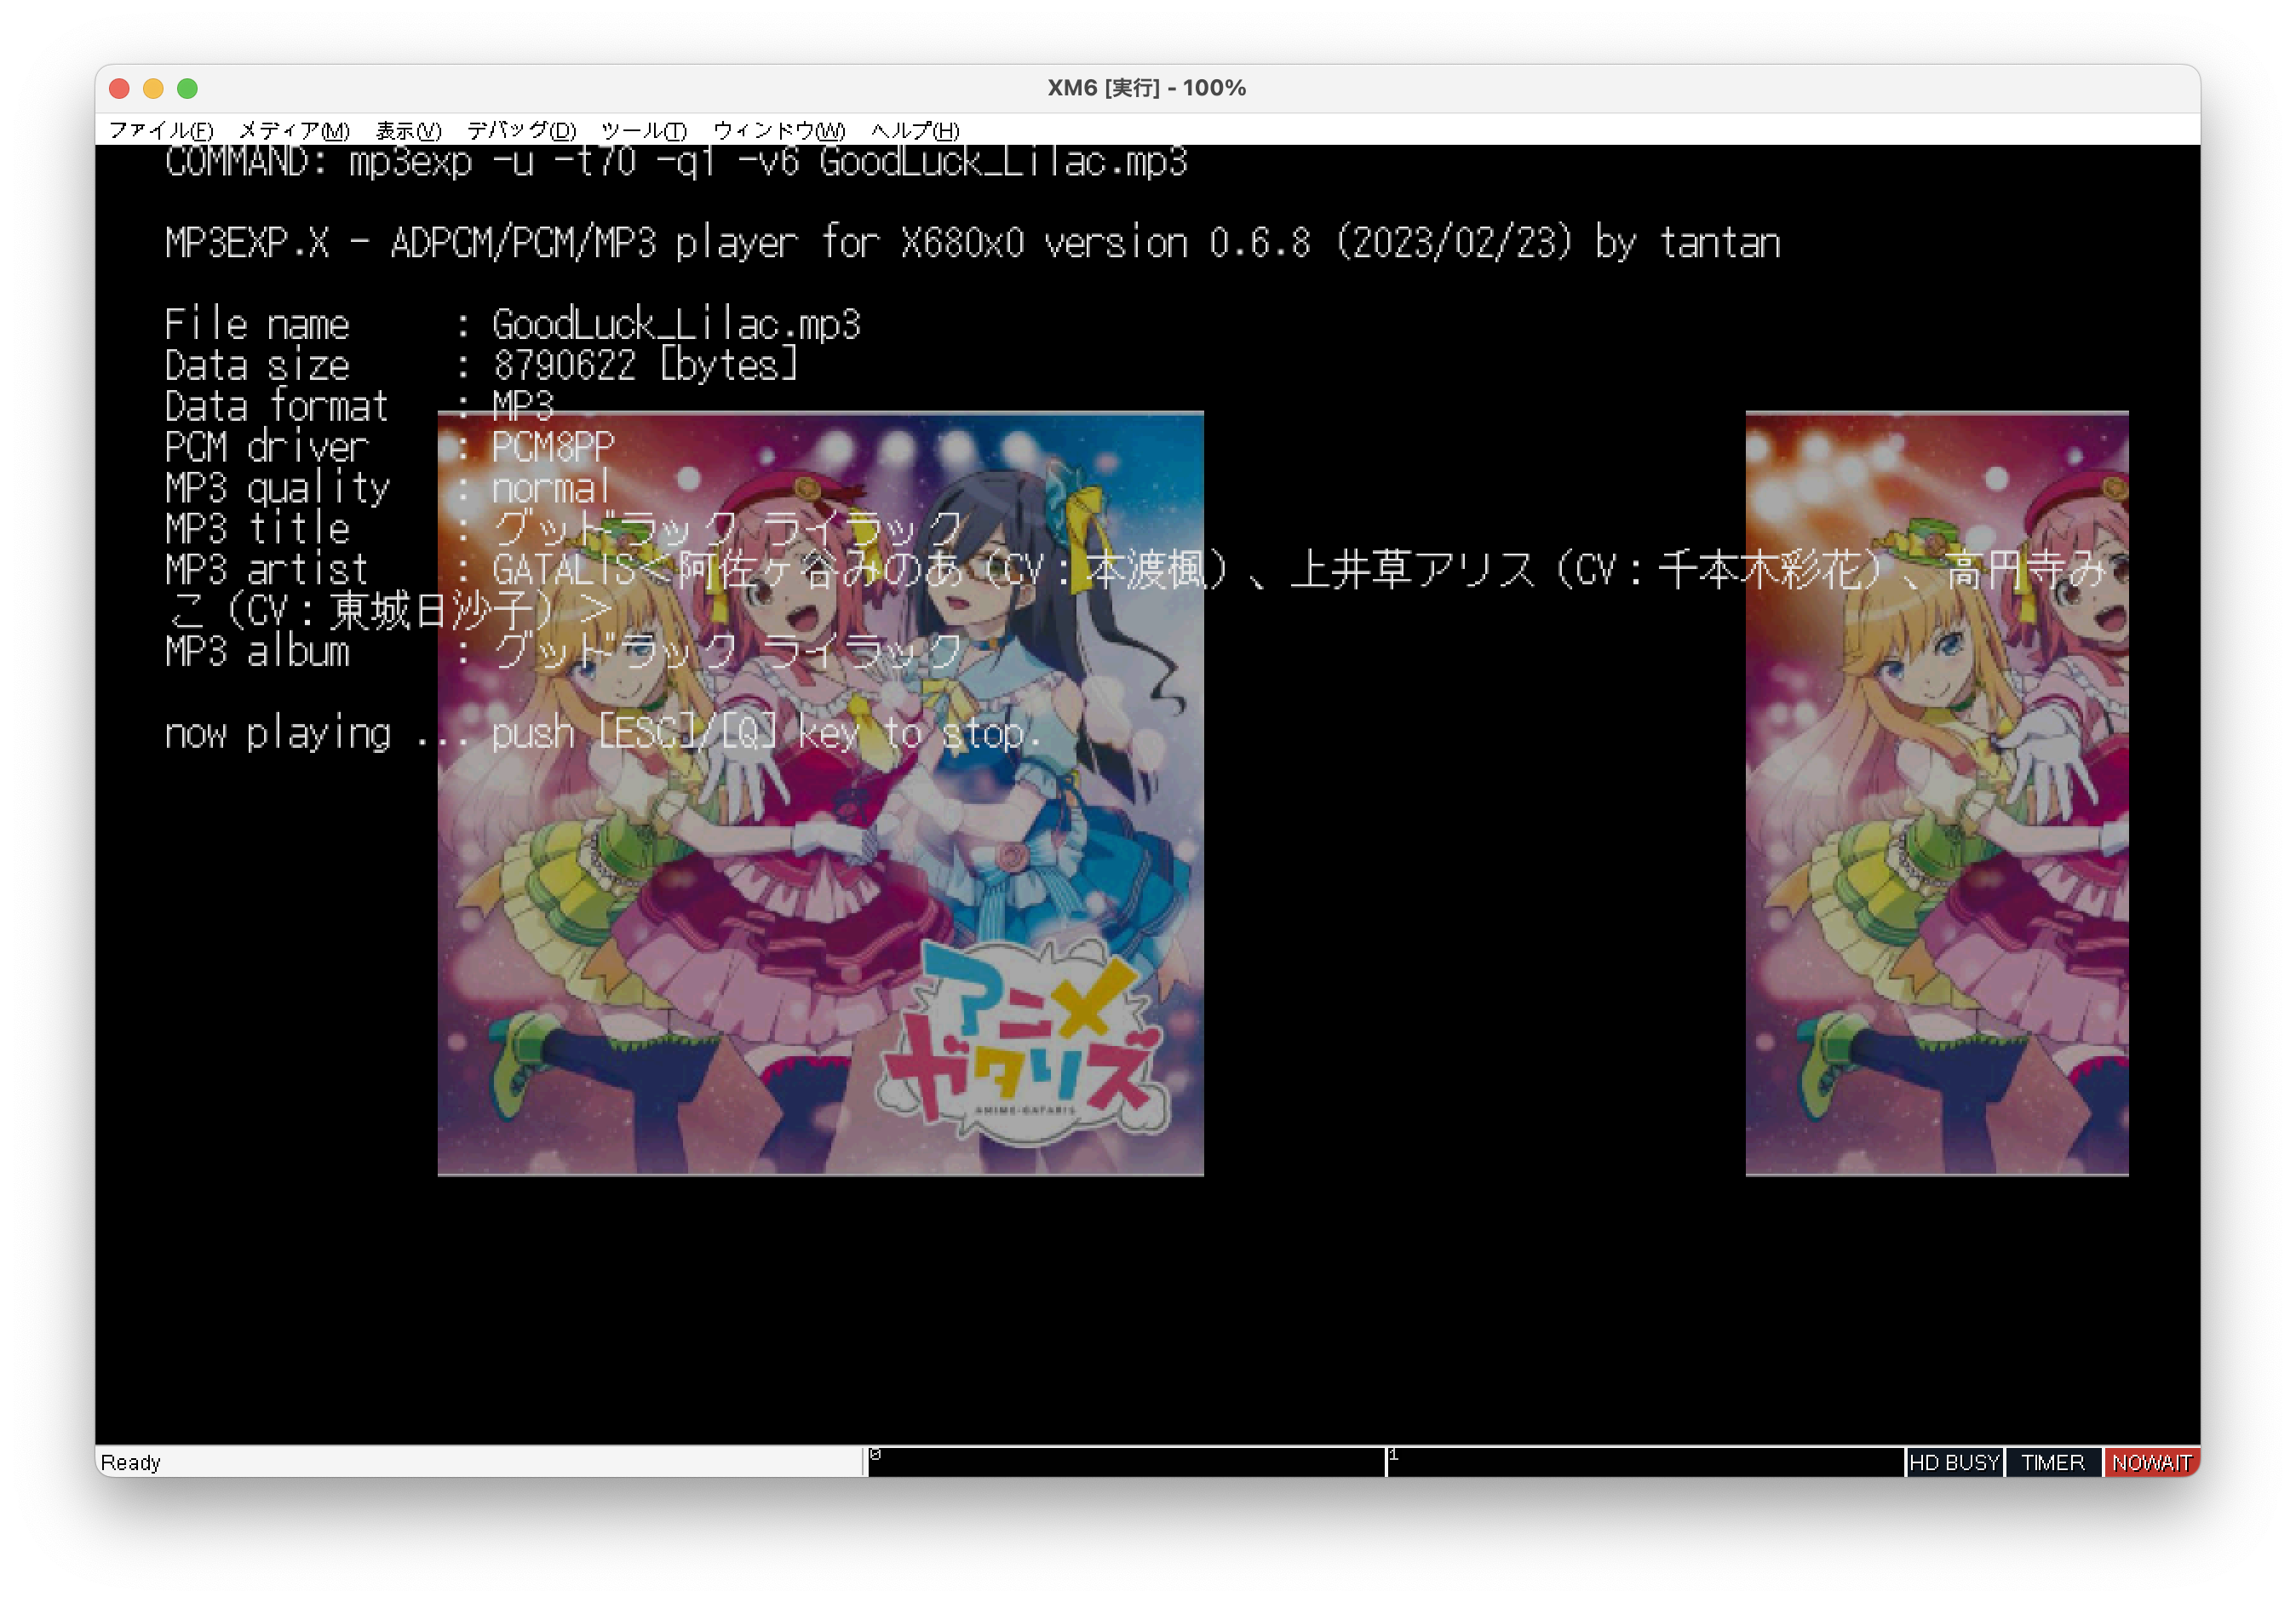 XM6 [実行] - 100%
ファイル(F) メディア(M) 表示(V) デバッグ(D) ツール(T) ウィンドウ(W) ヘルプ(H)
COMMAND: mp3exp -u -t70 -q1 -v6 GoodLuck_Lilac.mp3
MP3EXP.X - ADPCM/PCM/MP3 player for X680x0 version 0.6.8 (2023/02/23) by tantan
File name : GoodLuck_Lilac.mp3
Data size : 8790622 [bytes]
Data format : MP3
PCM driver : PCM8PP
MP3 quality : normal
MP3 title : グッドラック ライラック
MP3 artist : GATALIS<阿佐ヶ谷みのあ（CV：本渡楓）、上井草アリス（CV：千本木彩花）、高円寺み
こ（CV：東城日沙子）＞
MP3 album : グッドラック ライラック
now playing ... push [ESC]/[Q] key to stop.
アニメ
ガタリズ
ANIME-GATARIS
Ready 0 1 HD BUSY TIMER NOWAIT